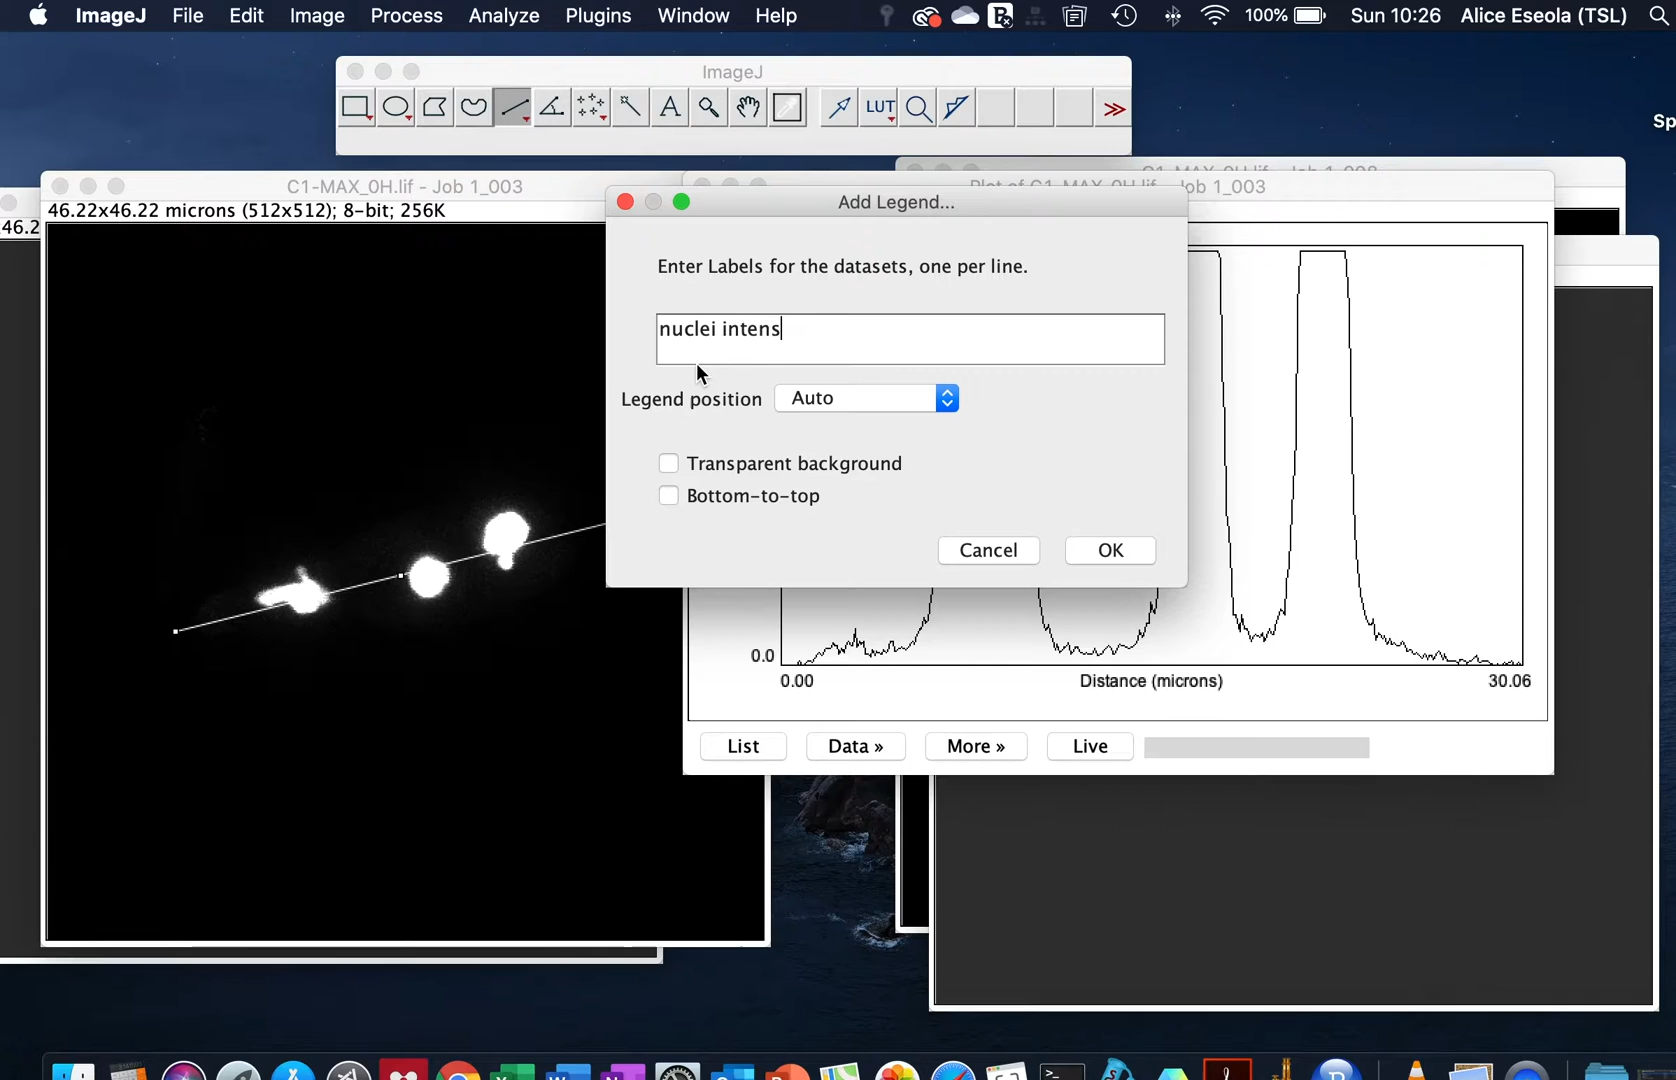 ImageJ File Edit Image Process Analyze Plugins Window Help 100% Sun 10:26 Alice Eseola (TSL)
ImageJ
LUT
Sp
C1-MAX_0H.lif - Job 1_003
46.22x46.22 microns (512x512); 8-bit; 256K
46.2
Add Legend...
Enter Labels for the datasets, one per line.
nuclei intens
Legend position Auto
Transparent background
Bottom-to-top
Cancel OK
0.0
0.00 Distance (microns) 30.06
List Data » More » Live